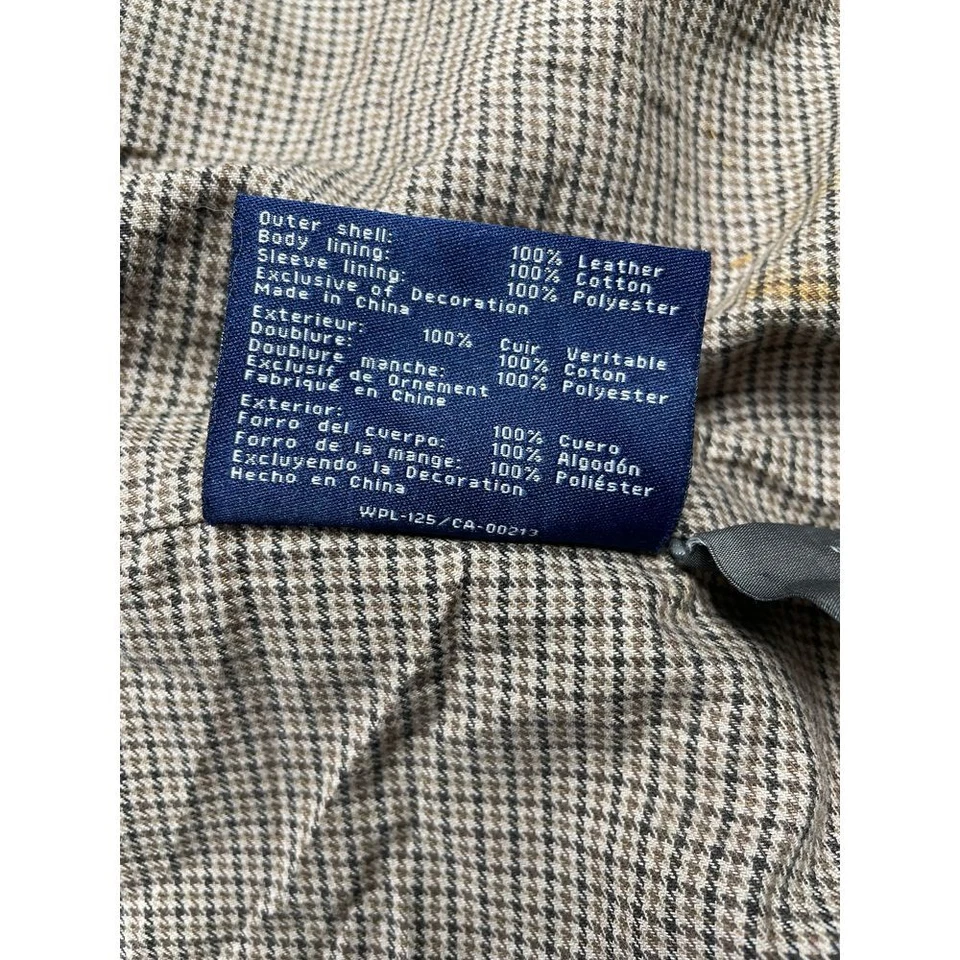 Outer shell: 100% Leather
Body lining: 100% Cotton
Sleeve lining: 100% Polyester
Exclusive of Decoration
Made in China
Exterieur: 100% Cuir Veritable
Doublure: 100% Coton
Doublure manche: 100% Polyester
Exclusif de Ornement
Fabriqué en Chine
Exterior: 100% Cuero
Forro del cuerpo: 100% Algodón
Forro de la mange: 100% Poliéster
Excluyendo la Decoration
Hecho en China
WPL-125/CA-00213